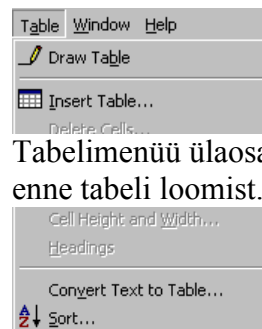 Table Window Help
Draw Table
Insert Table...
Delete Cells...
Tabelimenüü ülaosa
enne tabeli loomist.
Cell Height and Width...
Headings
Convert Text to Table...
Sort...